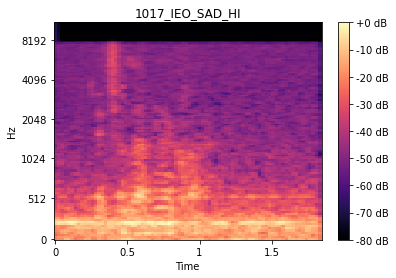 1017_IEO_SAD_HI
Hz
8192
4096
2048
1024
512
0
0
0.5
1
1.5
Time
+0 dB
-10 dB
-20 dB
-30 dB
-40 dB
-50 dB
-60 dB
-70 dB
-80 dB